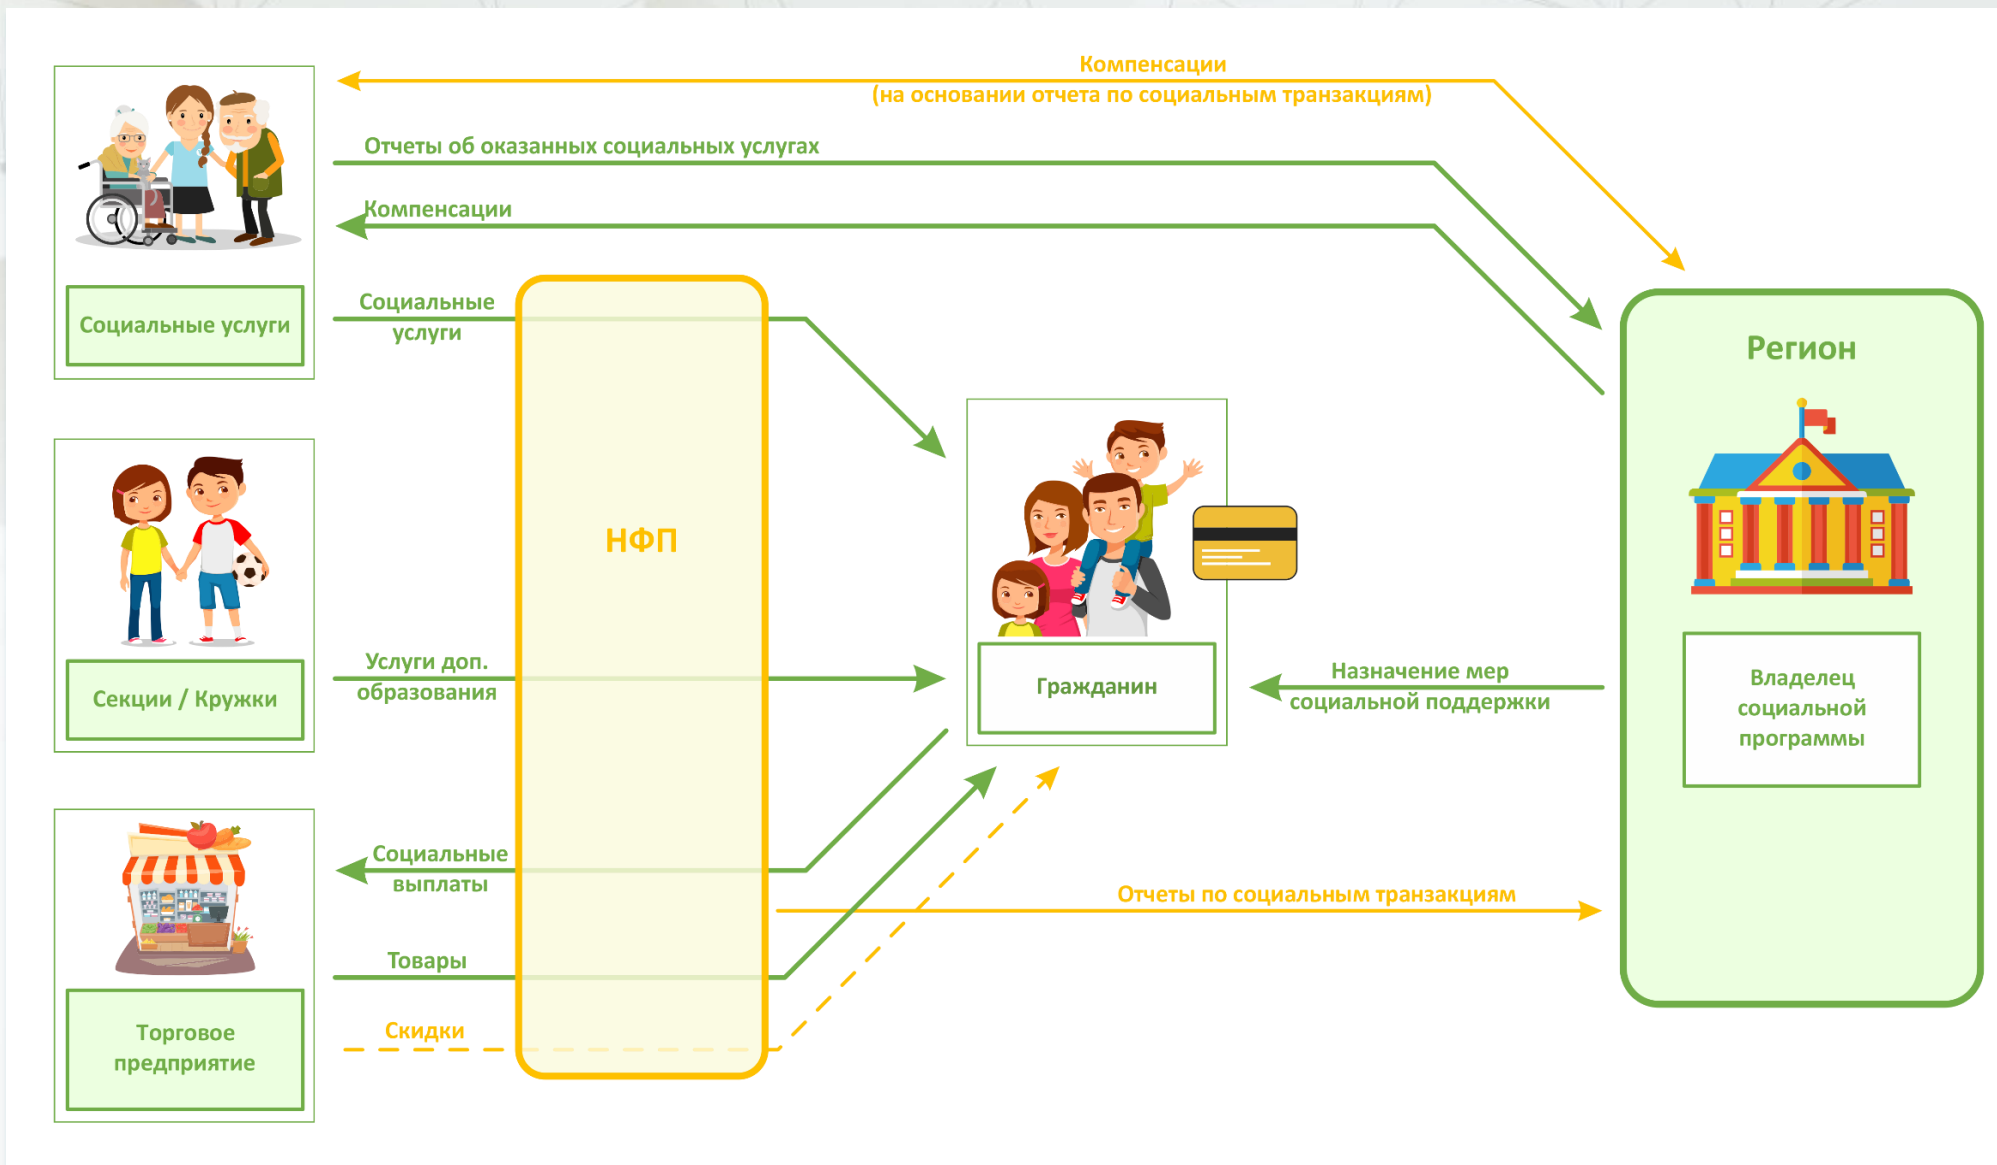 Компенсации
(на основании отчета по социальным транзакциям)
Отчеты об оказанных социальных услугах
Компенсации
Социальные
услуги
Социальные услуги
Регион
НФП
Услуги доп.
образования
Секции / Кружки
Гражданин
Назначение мер
социальной поддержки
Владелец
социальной
программы
Социальные
выплаты
Отчеты по социальным транзакциям
Товары
Скидки
Торговое
предприятие